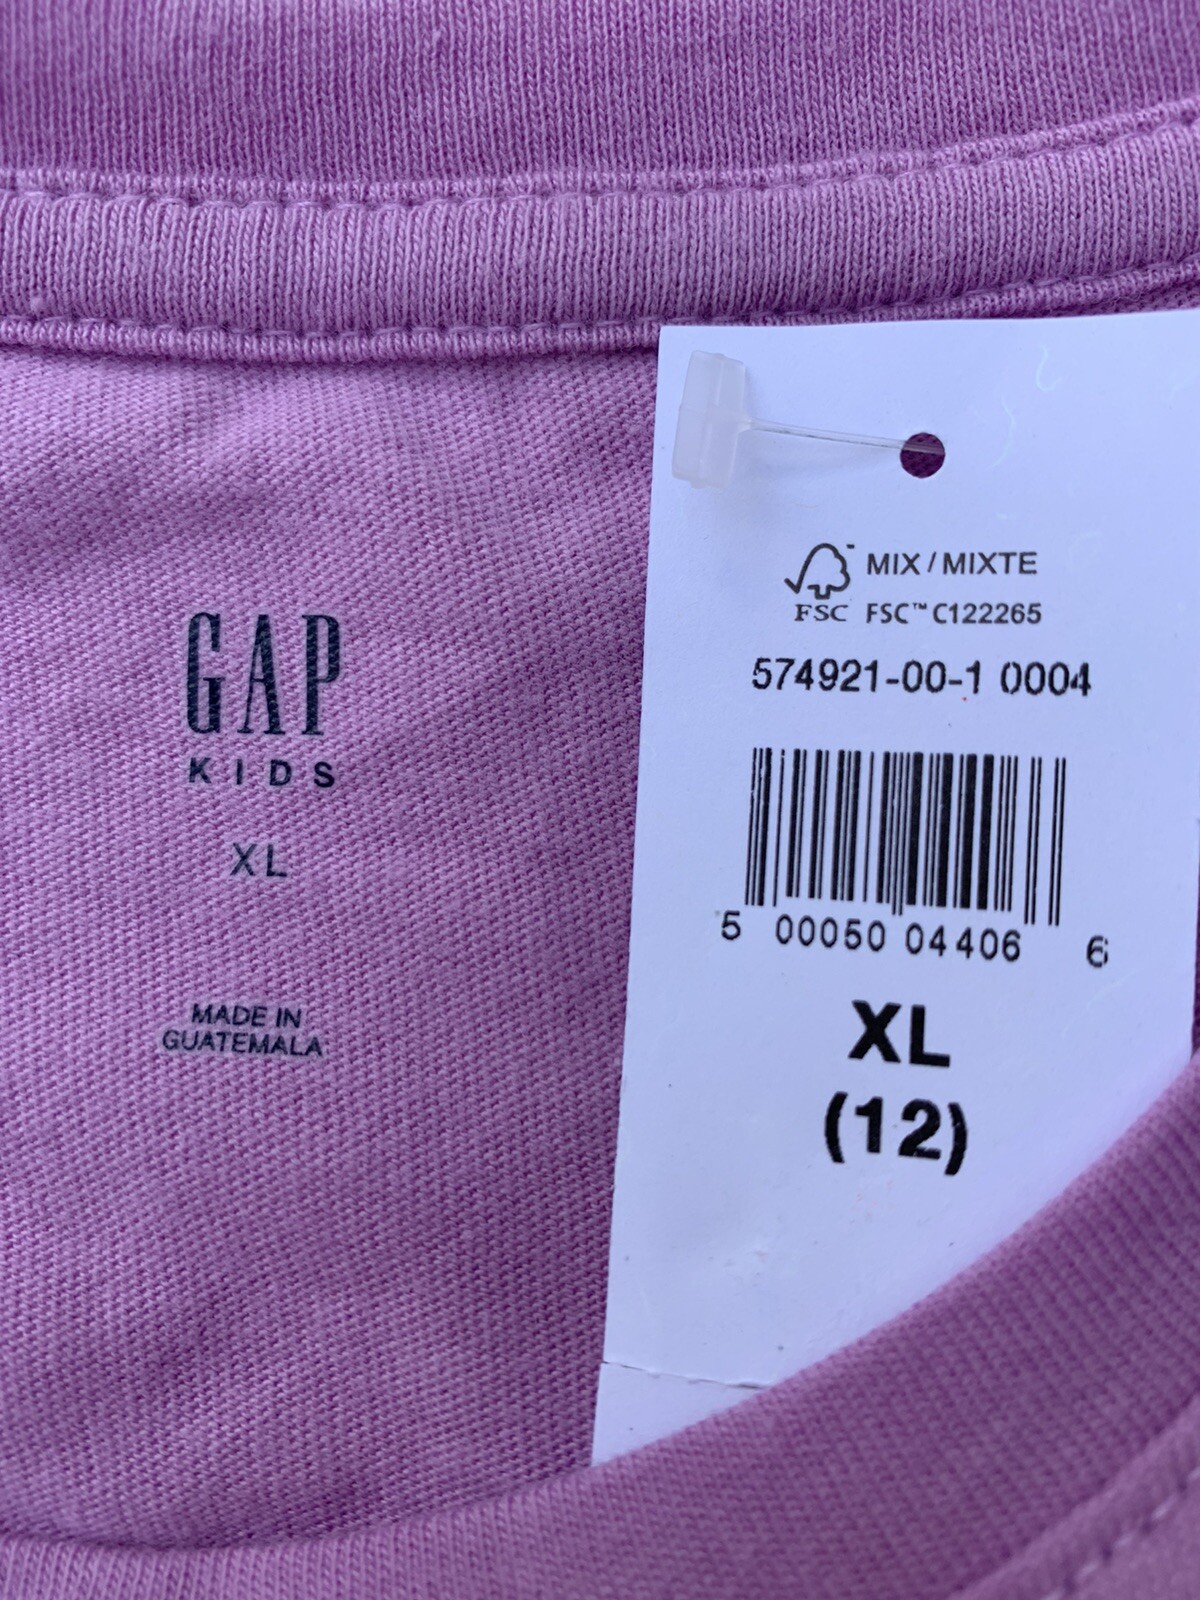 GAP
KIDS
XL
MADE IN
GUATEMALA
MIX / MIXTE
FSC FSC™ C122265
574921-00-1 0004
5 00050 04406 6
XL
(12)